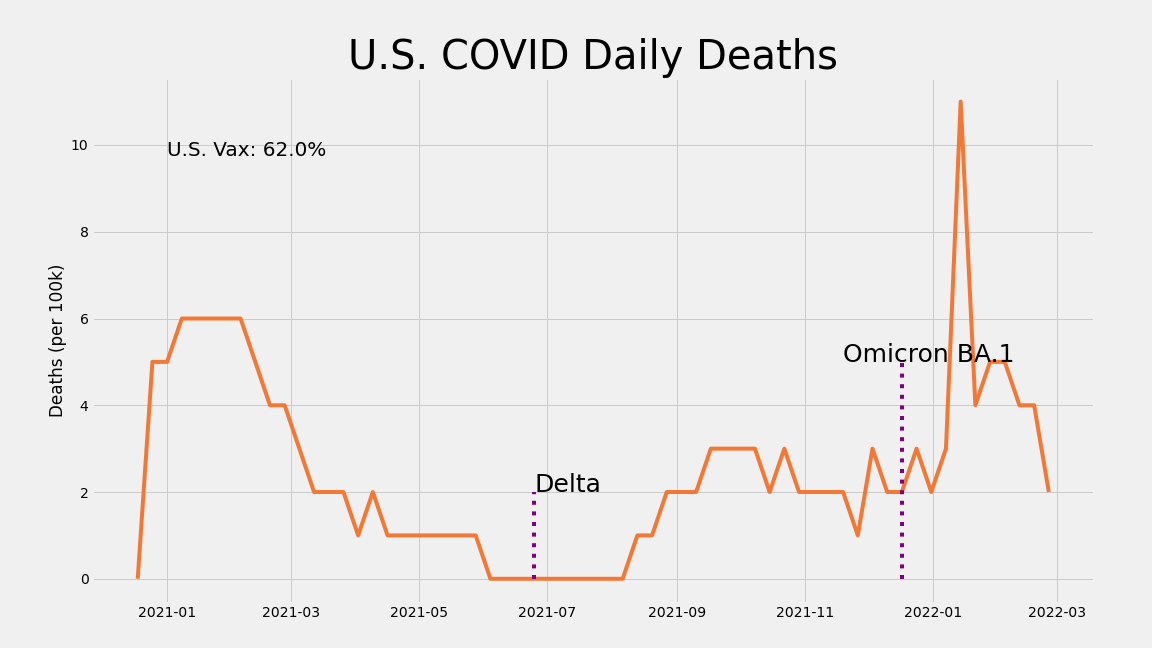 U.S. COVID Daily Deaths
U.S. Vax: 62.0%
Deaths (per 100k)
10
8
6
4
2
0
Omicron BA.1
Delta
2021-01
2021-03
2021-05
2021-07
2021-09
2021-11
2022-01
2022-03